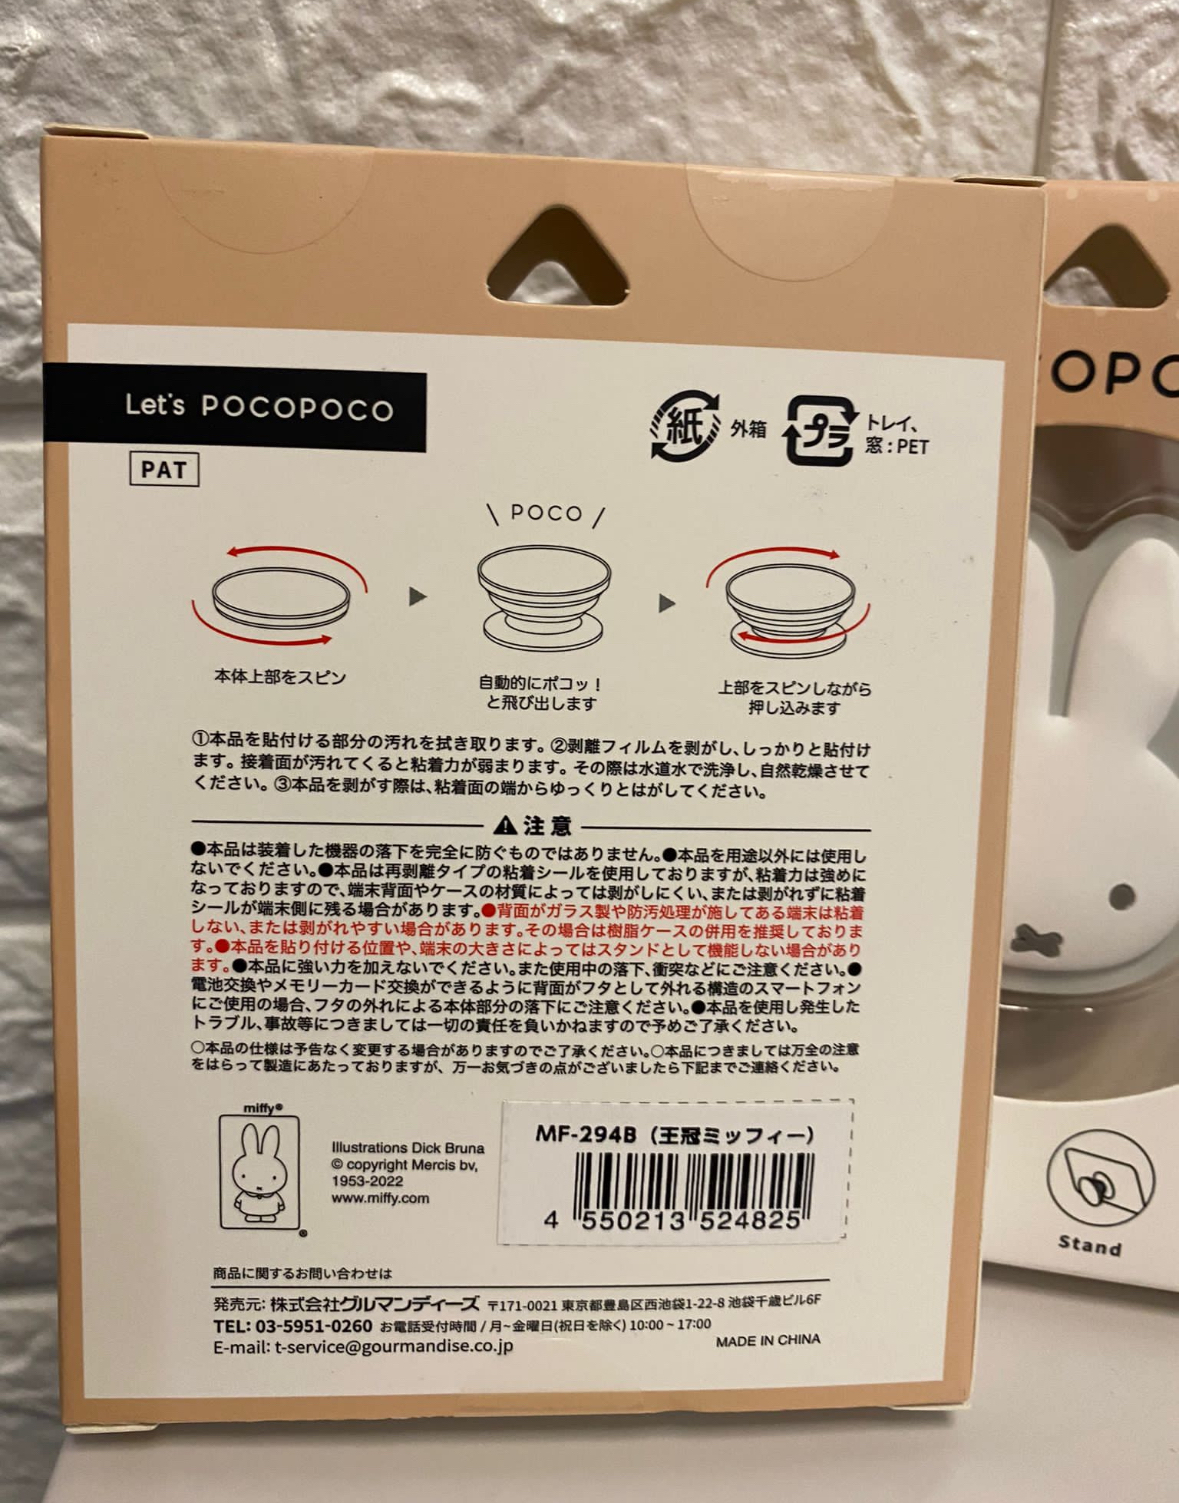 Let's POCOPOCO
PAT
紙 外箱
プラ トレイ、
窓:PET
\ POCO /
本体上部をスピン
自動的にポコッ!
と飛び出します
上部をスピンしながら
押し込みます
①本品を貼付ける部分の汚れを拭き取ります。②剥離フィルムを剥がし、しっかりと貼付け
ます。接着面が汚れてくると粘着力が弱まります。その際は水道水で洗浄し、自然乾燥させて
ください。③本品を剥がす際は、粘着面の端からゆっくりとはがしてください。
注意
●本品は装着した機器の落下を完全に防ぐものではありません。●本品を用途以外には使用し
ないでください。●本品は再剥離タイプの粘着シールを使用しておりますが、粘着力は強めに
なっておりますので、端末背面やケースの材質によっては剥がしにくい、または剥がれずに粘着
シールが端末側に残る場合があります。●背面がガラス製や防汚処理が施してある端末は粘着
しない、または剥がれやすい場合があります。その場合は樹脂ケースの併用を推奨しておりま
す。●本品を貼り付ける位置や、端末の大きさによってはスタンドとして機能しない場合があり
ます。●本品に強い力を加えないでください。また使用中の落下、衝突などにご注意ください。●
電池交換やメモリーカード交換ができるように背面がフタとして外れる構造のスマートフォン
にご使用の場合、フタの外れによる本体部分の落下にご注意ください。●本品を使用し発生した
トラブル、事故等につきましては一切の責任を負いかねますので予めご了承ください。
○本品の仕様は予告なく変更する場合がありますのでご了承ください。○本品につきましては万全の注意
をはらって製造にあたっておりますが、万一お気づきの点がございましたら下記までご連絡ください。
miffy®
Illustrations Dick Bruna
© copyright Mercis bv,
1953-2022
www.miffy.com
®
MF-294B (王冠ミッフィー)
4 550213 524825
商品に関するお問い合わせは
発売元: 株式会社グルマンディーズ 〒171-0021 東京都豊島区西池袋1-22-8 池袋千歳ビル6F
TEL: 03-5951-0260 お電話受付時間 / 月~金曜日(祝日を除く) 10:00~17:00
E-mail: t-service@gourmandise.co.jp
MADE IN CHINA
OPO
Stand